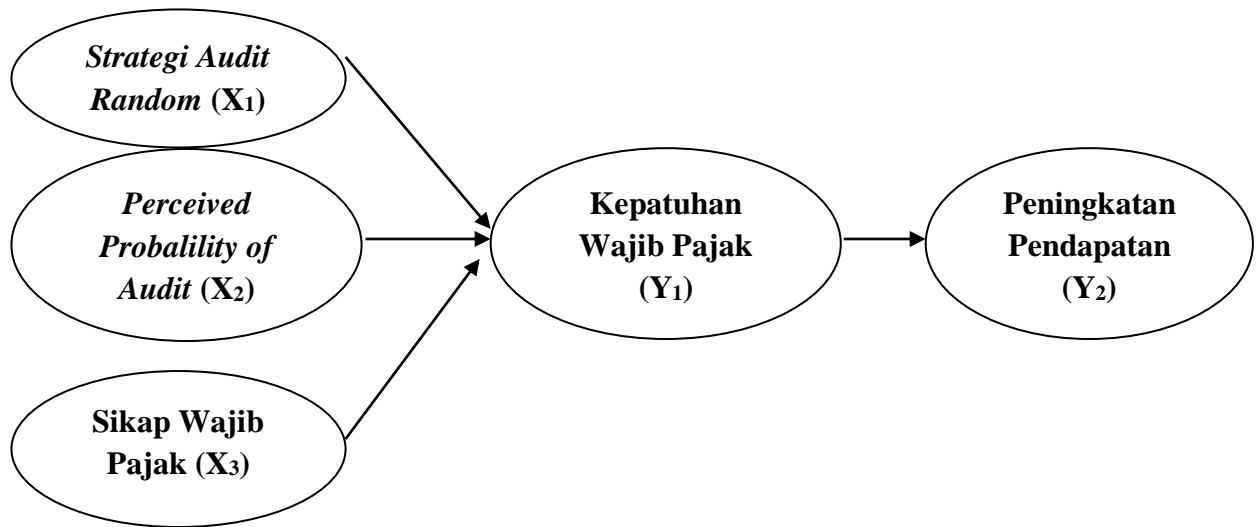 Strategi Audit
Random (X1)
Perceived
Probalility of
Audit (X2)
Sikap Wajib
Pajak (X3)
Kepatuhan
Wajib Pajak
(Y1)
Peningkatan
Pendapatan
(Y2)